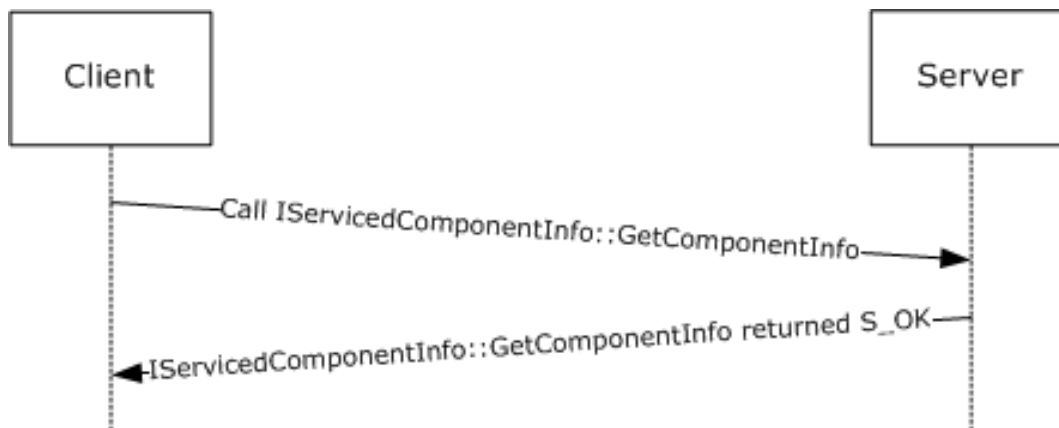 Client
Server
Call IServicedComponentInfo::GetComponentInfo
IServicedComponentInfo::GetComponentInfo returned S_OK